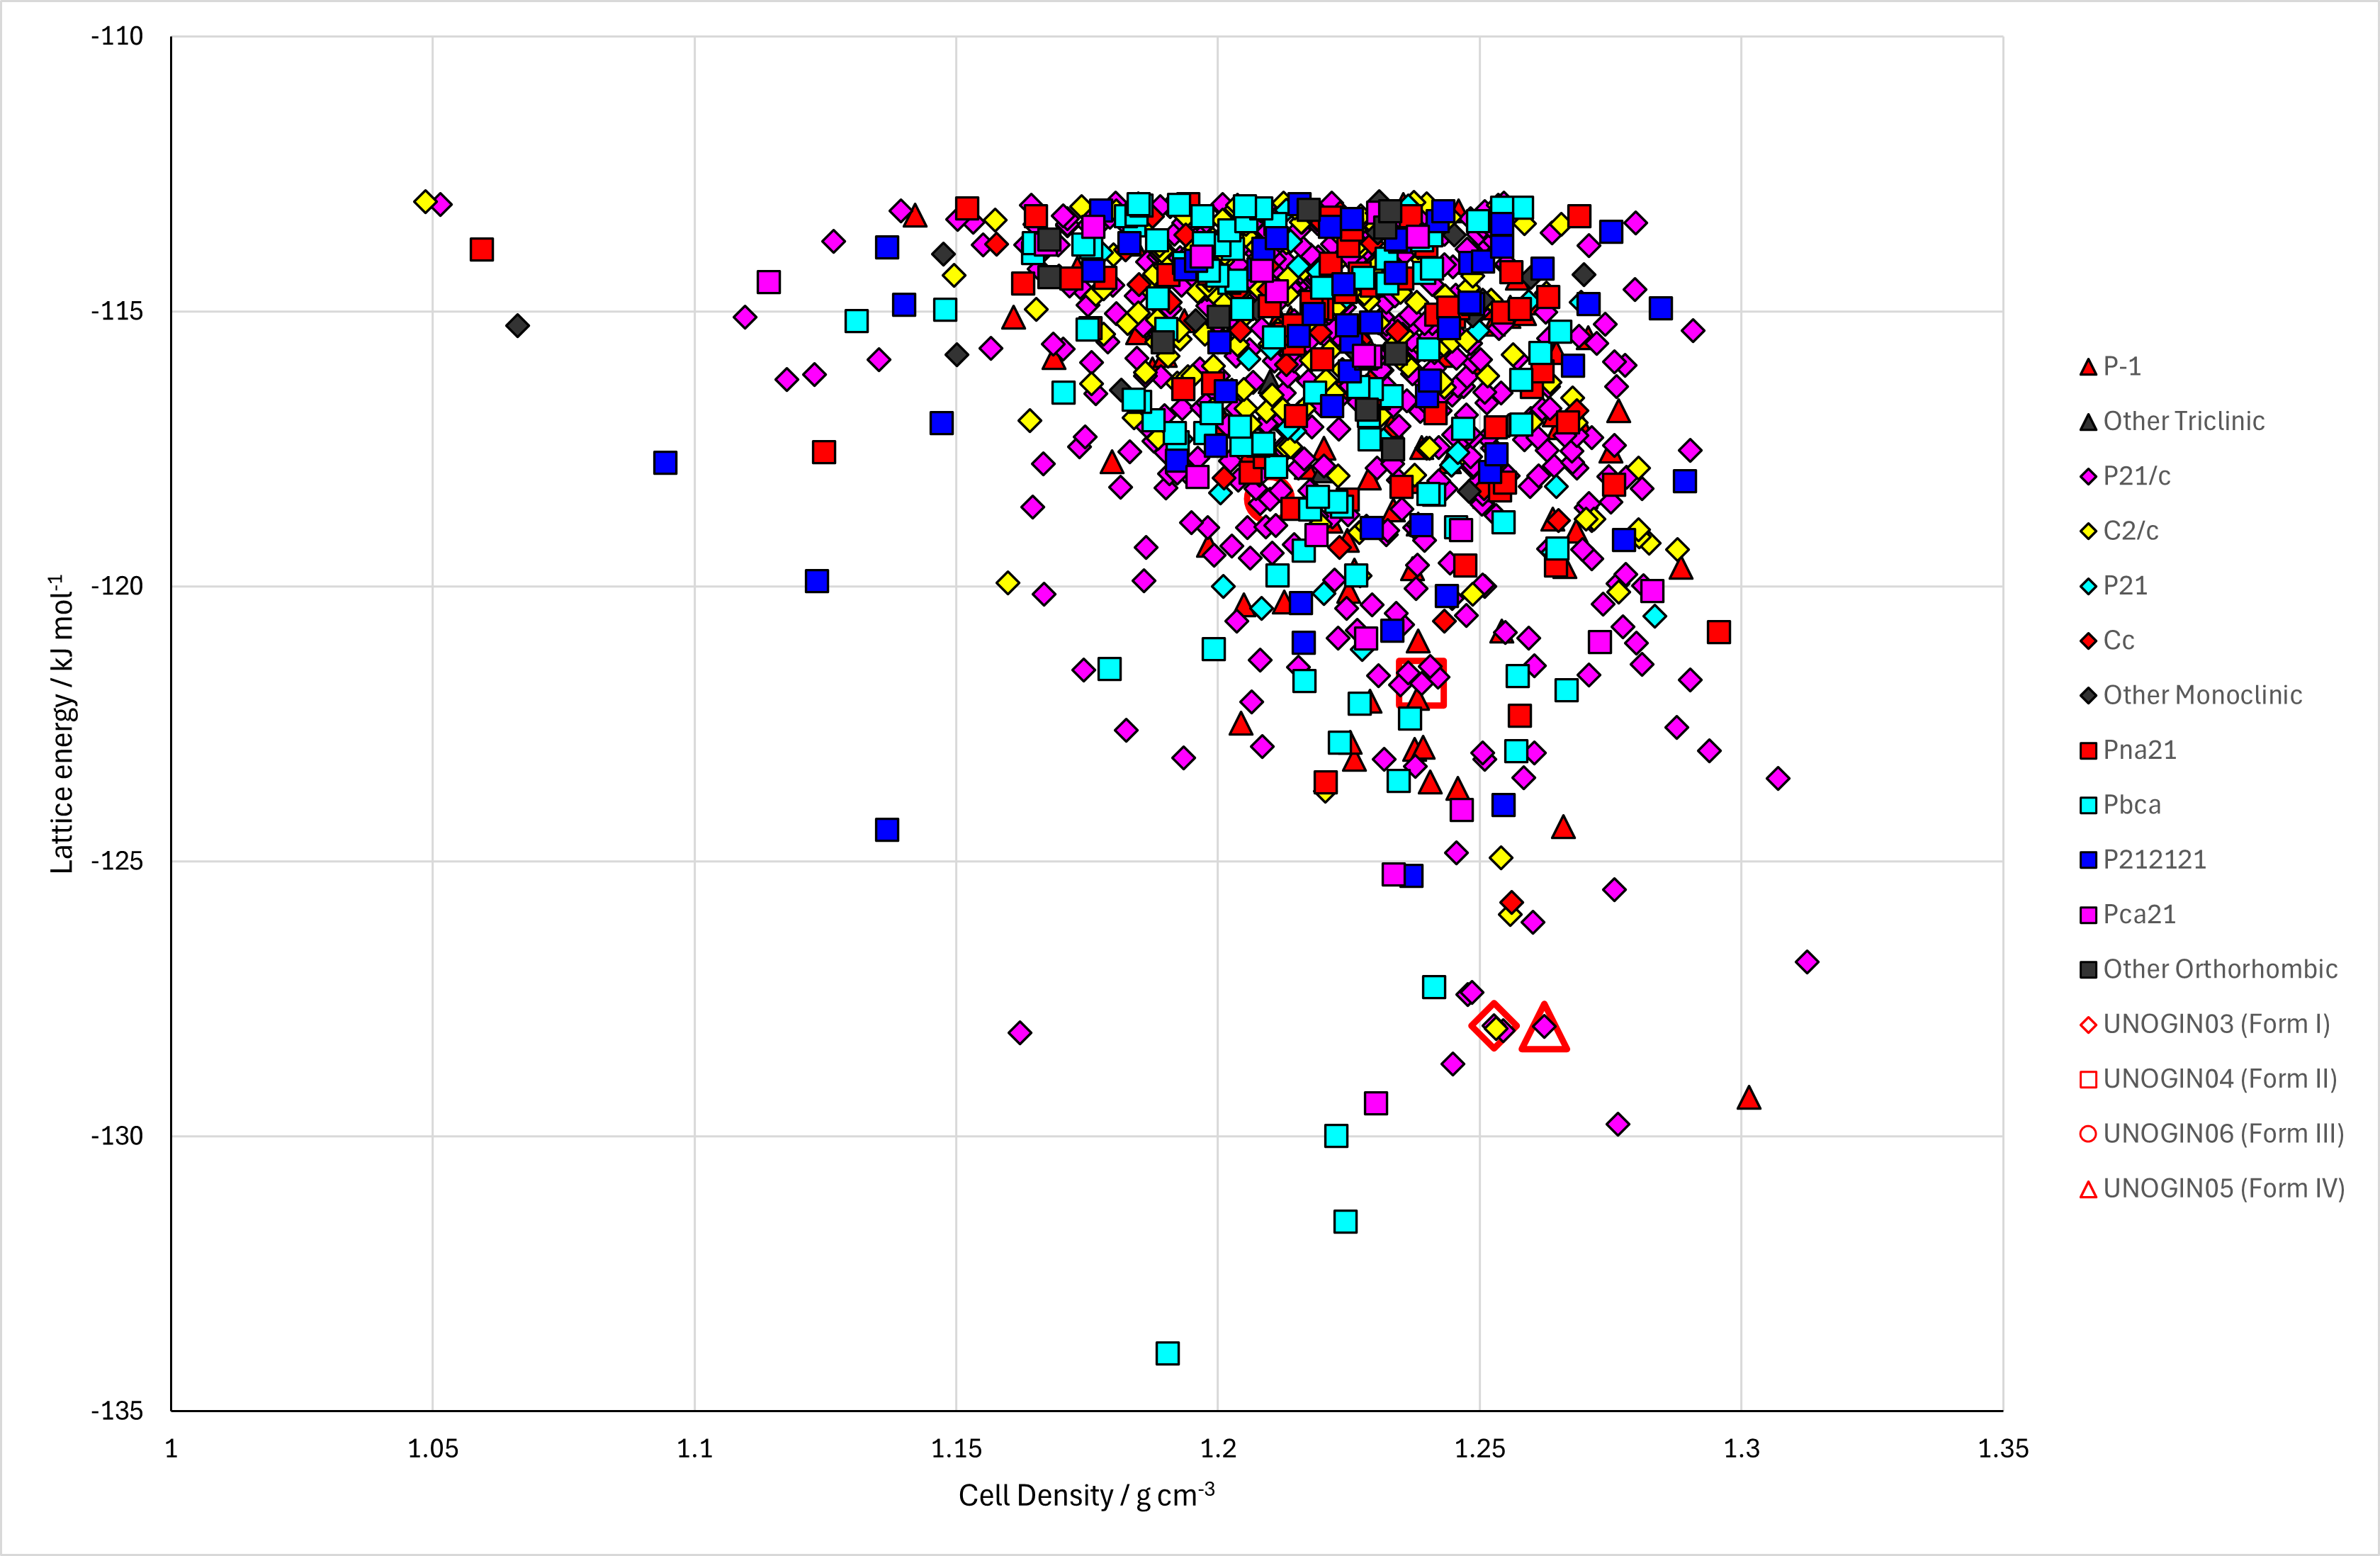 -110
-115
-120
-125
-130
-135
Lattice energy / kJ mol-1
1
1.05
1.1
1.15
1.2
1.25
1.3
1.35
Cell Density / g cm-3
P-1
Other Triclinic
P21/c
C2/c
P21
Cc
Other Monoclinic
Pna21
Pbca
P212121
Pca21
Other Orthorhombic
UNOGIN03 (Form I)
UNOGIN04 (Form II)
UNOGIN06 (Form III)
UNOGIN05 (Form IV)